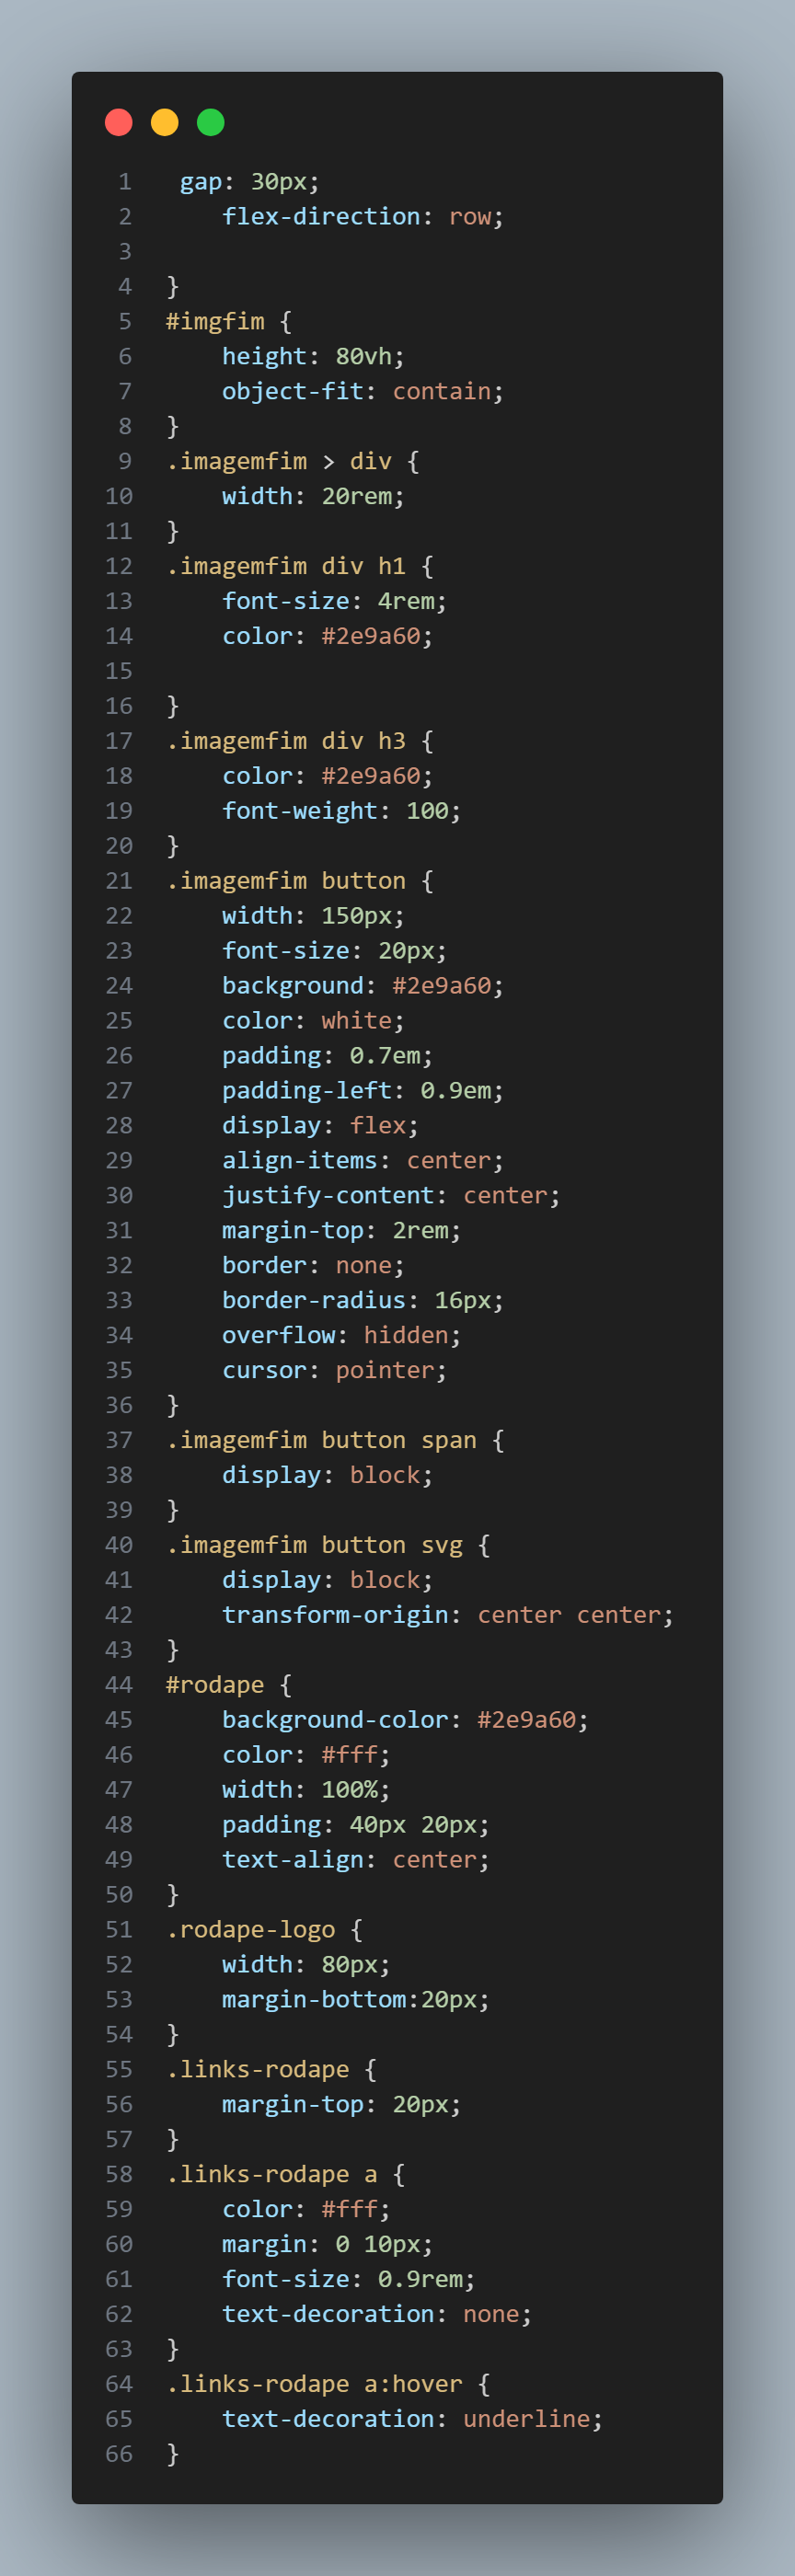 1 gap: 30px;
2 flex-direction: row;
3
4 }
5 #imgfim {
6 height: 80vh;
7 object-fit: contain;
8 }
9 .imagemfim > div {
10 width: 20rem;
11 }
12 .imagemfim div h1 {
13 font-size: 4rem;
14 color: #2e9a60;
15
16 }
17 .imagemfim div h3 {
18 color: #2e9a60;
19 font-weight: 100;
20 }
21 .imagemfim button {
22 width: 150px;
23 font-size: 20px;
24 background: #2e9a60;
25 color: white;
26 padding: 0.7em;
27 padding-left: 0.9em;
28 display: flex;
29 align-items: center;
30 justify-content: center;
31 margin-top: 2rem;
32 border: none;
33 border-radius: 16px;
34 overflow: hidden;
35 cursor: pointer;
36 }
37 .imagemfim button span {
38 display: block;
39 }
40 .imagemfim button svg {
41 display: block;
42 transform-origin: center center;
43 }
44 #rodape {
45 background-color: #2e9a60;
46 color: #fff;
47 width: 100%;
48 padding: 40px 20px;
49 text-align: center;
50 }
51 .rodape-logo {
52 width: 80px;
53 margin-bottom:20px;
54 }
55 .links-rodape {
56 margin-top: 20px;
57 }
58 .links-rodape a {
59 color: #fff;
60 margin: 0 10px;
61 font-size: 0.9rem;
62 text-decoration: none;
63 }
64 .links-rodape a:hover {
65 text-decoration: underline;
66 }